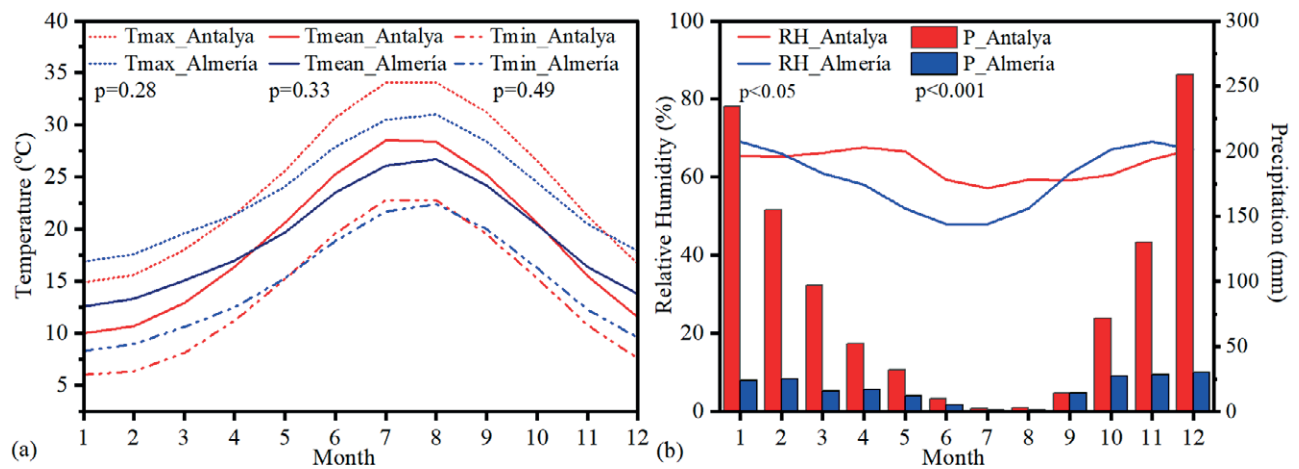 40
35
30
25
20
15
10
5
Temperature (ºC)
Tmax_Antalya Tmean_Antalya Tmin_Antalya
Tmax_Almería Tmean_Almería Tmin_Almería
p=0.28 p=0.33 p=0.49
1 2 3 4 5 6 7 8 9 10 11 12
(a) Month
100
80
60
40
20
0
Relative Humidity (%)
RH_Antalya P_Antalya
RH_Almería P_Almería
p<0.05 p<0.001
300
250
200
150
100
50
0
Precipitation (mm)
1 2 3 4 5 6 7 8 9 10 11 12
(b) Month